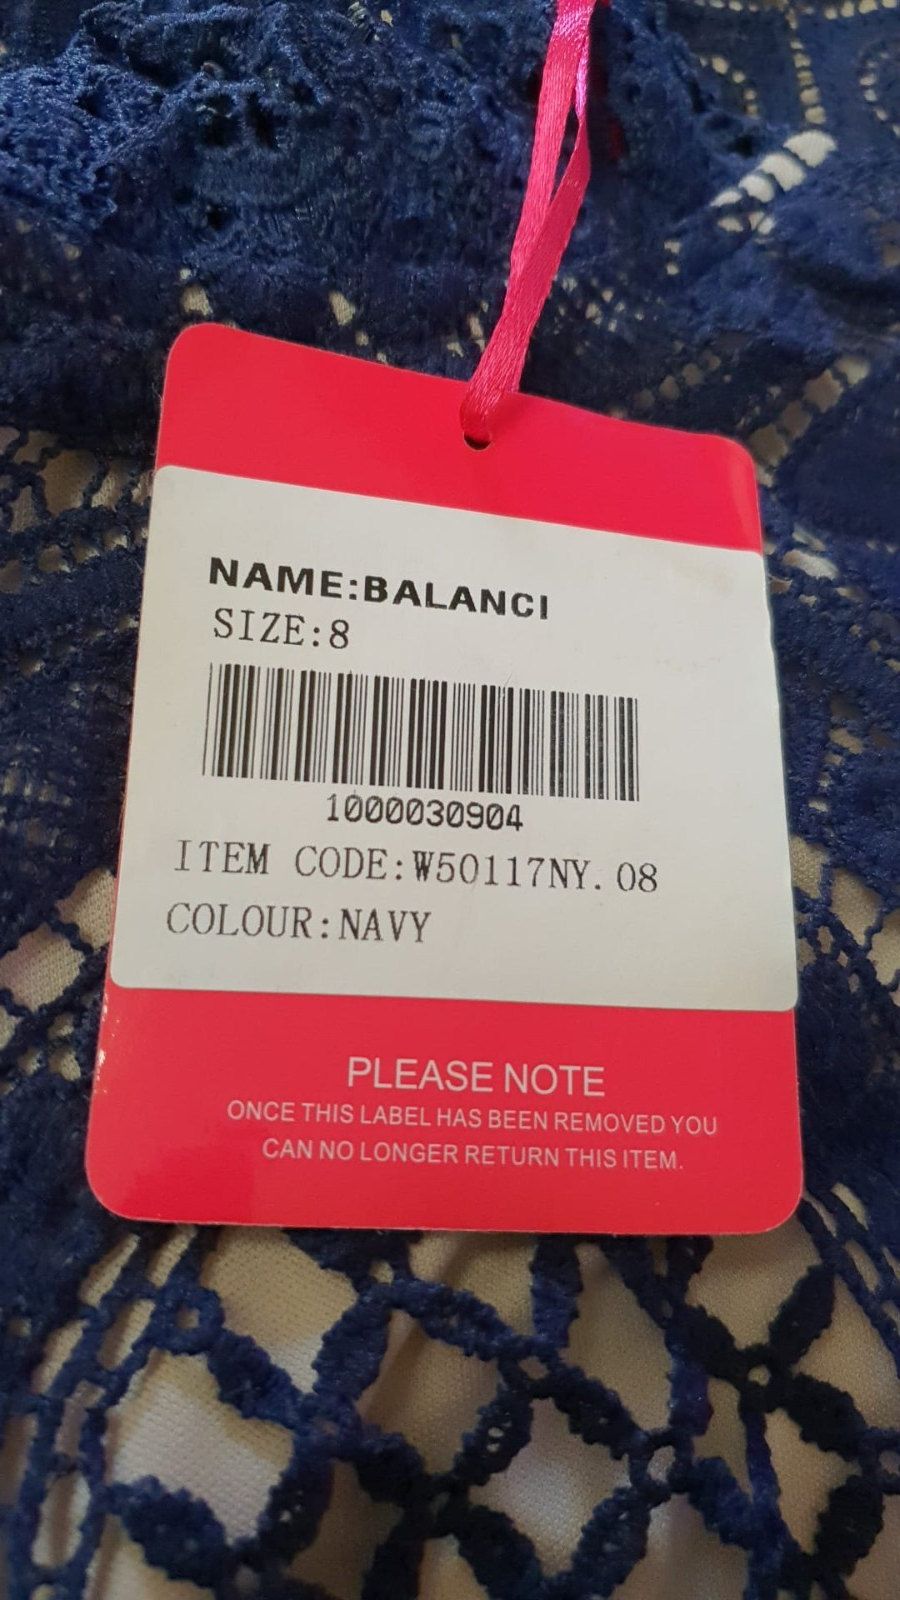 NAME:BALANCI
SIZE:8
1000030904
ITEM CODE:W50117NY.08
COLOUR:NAVY
PLEASE NOTE
ONCE THIS LABEL HAS BEEN REMOVED YOU
CAN NO LONGER RETURN THIS ITEM.